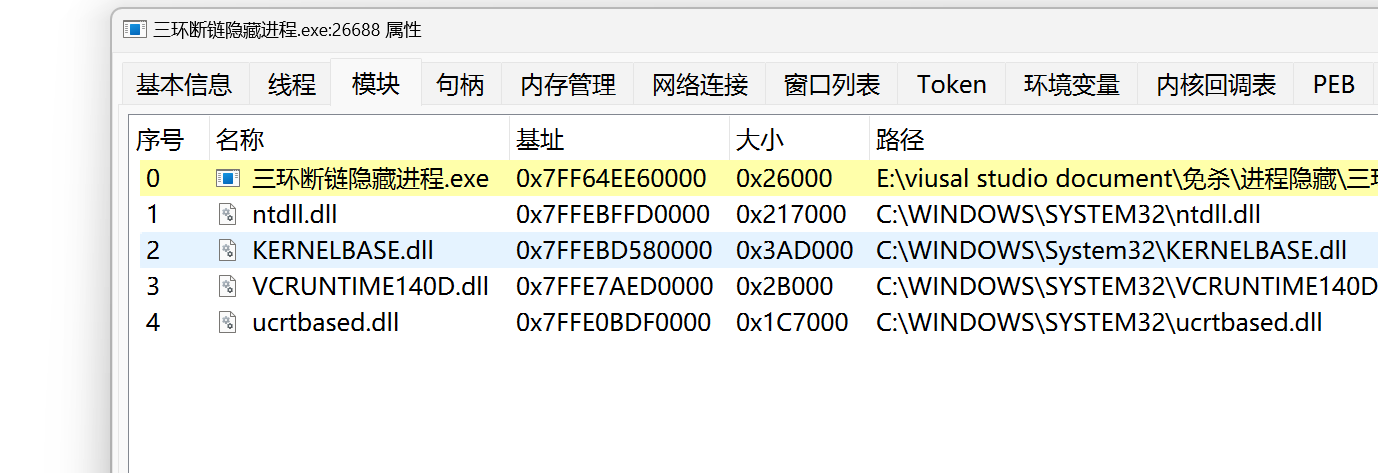 三环断链隐藏进程.exe:26688 属性
基本信息 线程 模块 句柄 内存管理 网络连接 窗口列表 Token 环境变量 内核回调表 PEB
序号 名称 基址 大小 路径
0 三环断链隐藏进程.exe 0x7FF64EE60000 0x26000 E:\viusal studio document\免杀\进程隐藏\三环
1 ntdll.dll 0x7FFEBFFD0000 0x217000 C:\WINDOWS\SYSTEM32\ntdll.dll
2 KERNELBASE.dll 0x7FFEBD580000 0x3AD000 C:\WINDOWS\System32\KERNELBASE.dll
3 VCRUNTIME140D.dll 0x7FFE7AED0000 0x2B000 C:\WINDOWS\SYSTEM32\VCRUNTIME140D
4 ucrtbased.dll 0x7FFE0BDF0000 0x1C7000 C:\WINDOWS\SYSTEM32\ucrtbased.dll